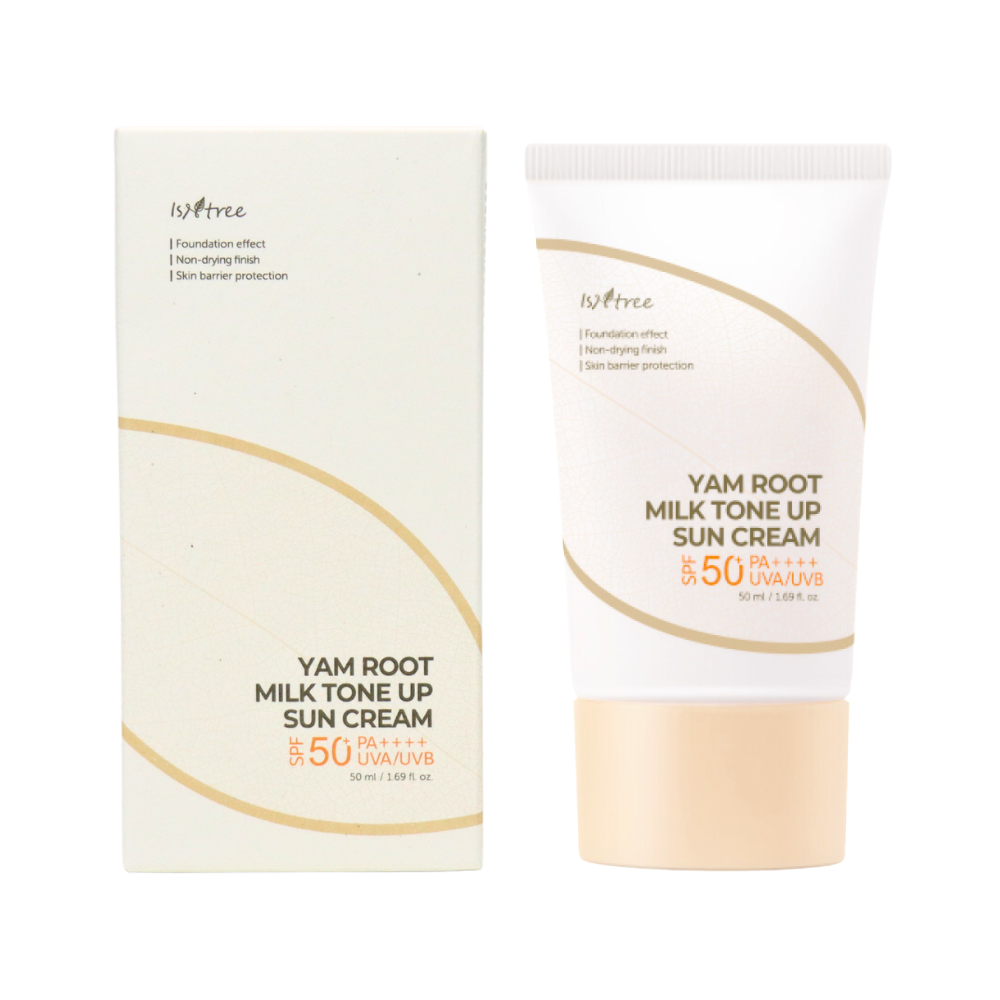 Isntree
Foundation effect
Non-drying finish
Skin barrier protection
YAM ROOT
MILK TONE UP
SUN CREAM
SPF 50+ PA++++
UVA/UVB
50 ml / 1.69 fl. oz.
Isntree
Foundation effect
Non-drying finish
Skin barrier protection
YAM ROOT
MILK TONE UP
SUN CREAM
SPF 50+ PA++++
UVA/UVB
50 ml / 1.69 fl. oz.